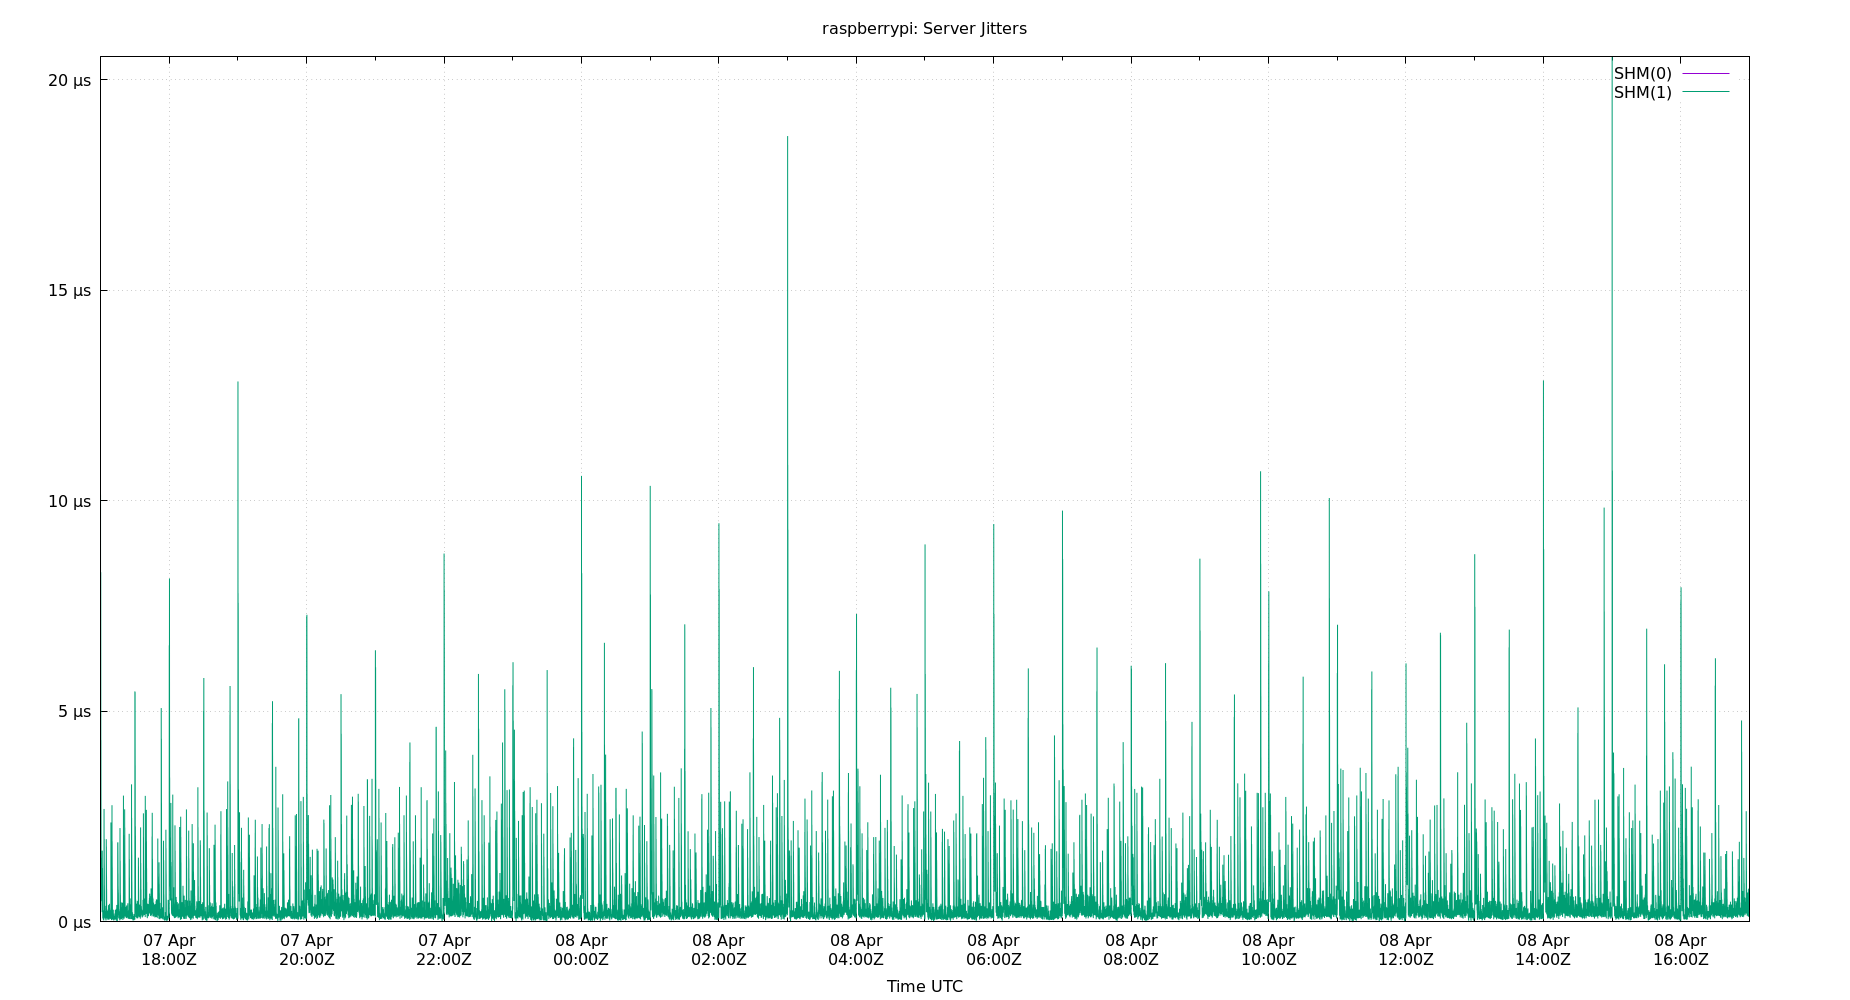 raspberrypi: Server Jitters
SHM(0)
SHM(1)
20 µs
15 µs
10 µs
5 µs
0 µs
07 Apr 07 Apr 07 Apr 08 Apr 08 Apr 08 Apr 08 Apr 08 Apr 08 Apr 08 Apr 08 Apr 08 Apr
18:00Z 20:00Z 22:00Z 00:00Z 02:00Z 04:00Z 06:00Z 08:00Z 10:00Z 12:00Z 14:00Z 16:00Z
Time UTC